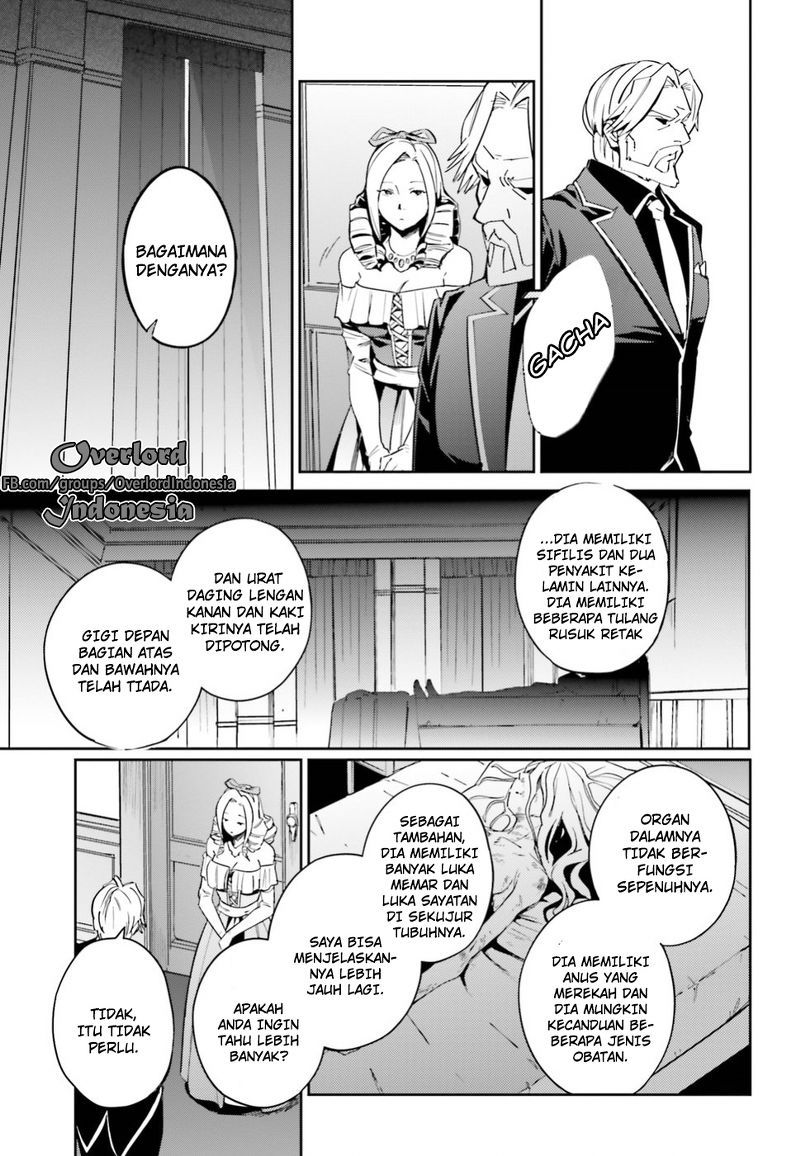 GACHA
BAGAIMANA
DENGANYA?
Overlord
FB.com/groups/OverlordIndonesia
Indonesia
...DIA MEMILIKI
SIFILIS DAN DUA
PENYAKIT KE-
LAMIN LAINNYA.
DIA MEMILIKI
BEBERAPA TULANG
RUSUK RETAK
DAN URAT
DAGING LENGAN
KANAN DAN KAKI
KIRINYA TELAH
DIPOTONG.
GIGI DEPAN
BAGIAN ATAS
DAN BAWAHNYA
TELAH TIADA.
ORGAN
DALAMNYA
TIDAK BER-
FUNGSI
SEPENUHNYA.
DIA MEMILIKI
ANUS YANG
MEREKAH DAN
DIA MUNGKIN
KECANDUAN BE-
BERAPA JENIS
OBATAN.
SEBAGAI
TAMBAHAN,
DIA MEMILIKI
BANYAK LUKA
MEMAR DAN
LUKA SAYATAN
DI SEKUJUR
TUBUHNYA.
SAYA BISA
MENJELASKAN-
NYA LEBIH
JAUH LAGI.
APAKAH
ANDA INGIN
TAHU LEBIH
BANYAK?
TIDAK,
ITU TIDAK
PERLU.